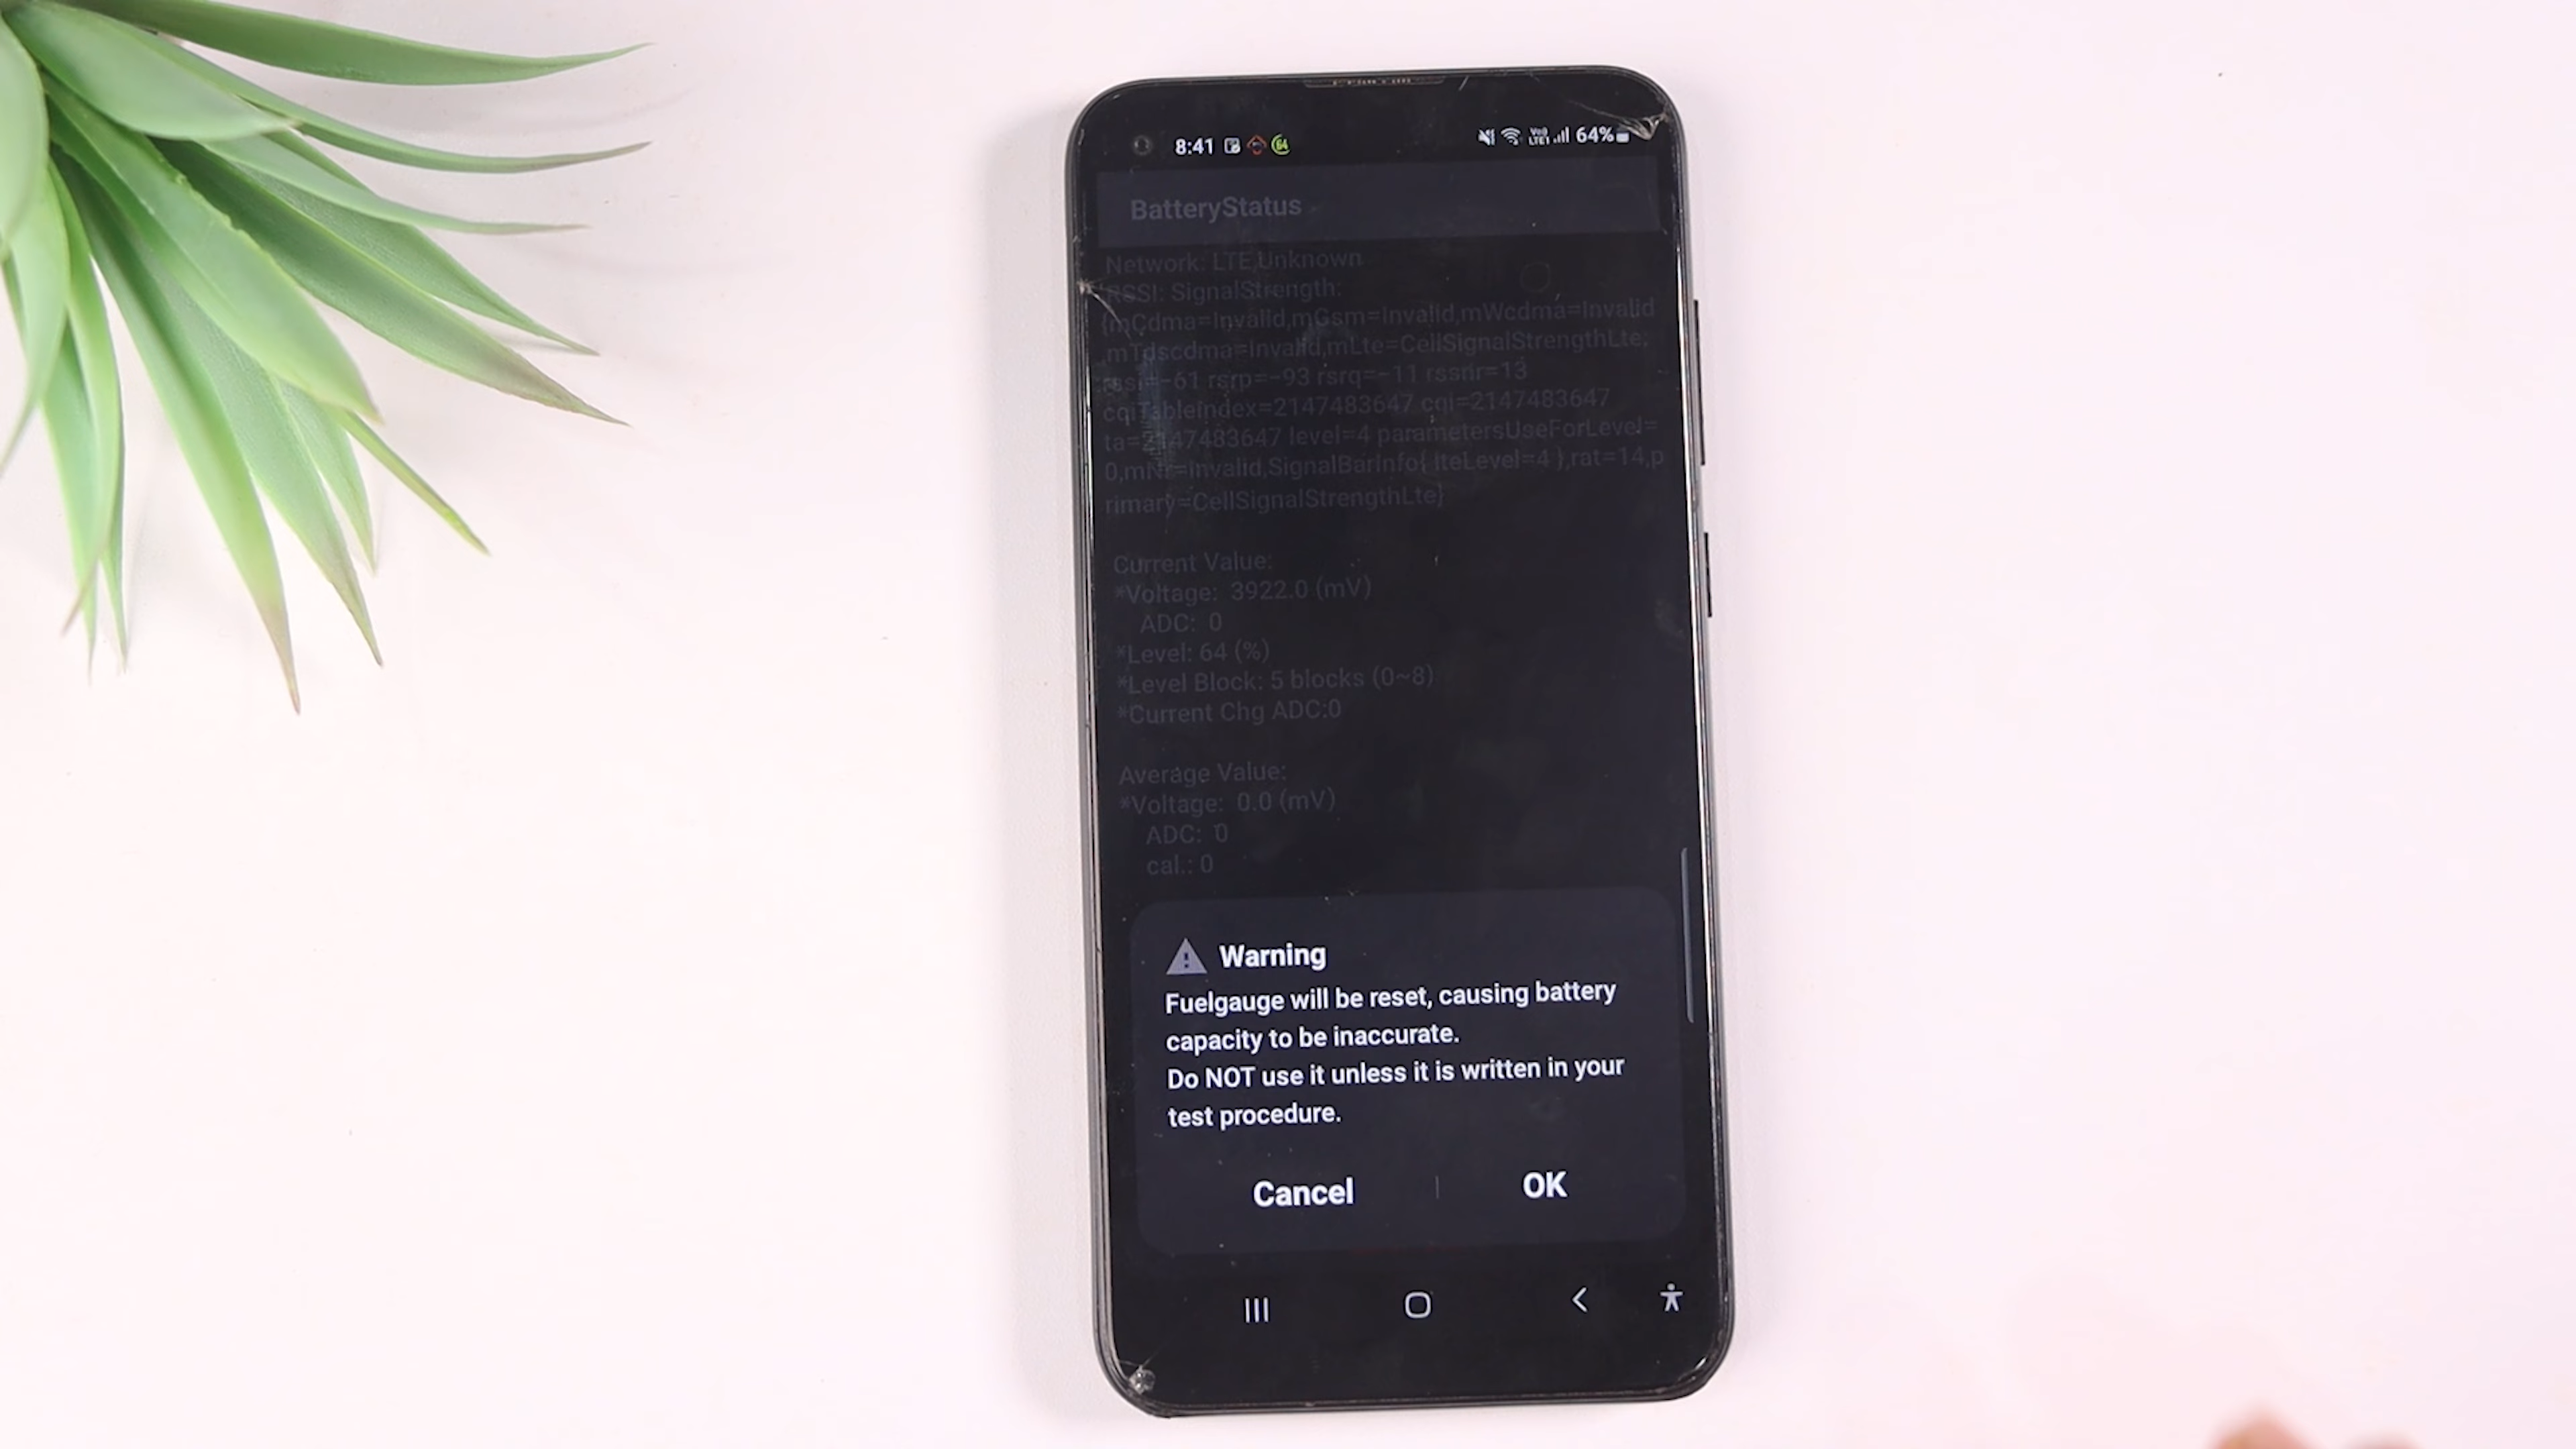 8:41 64 VoD LTE1 64%
BatteryStatus
Network: LTE,Unknown
RSSI: SignalStrength:
{mCdma=Invalid,mGsm=Invalid,mWcdma=Invalid
,mTdscdma=Invalid,mLte=CellSignalStrengthLte:
rssi=-61 rsrp=-93 rsrq=-11 rssnr=13
cqiTableIndex=2147483647 cqi=2147483647
ta=2147483647 level=4 parametersUseForLevel=
0,mNr=Invalid,SignalBarInfo{ lteLevel=4 },rat=14,p
rimary=CellSignalStrengthLte}
Current Value:
*Voltage: 3922.0 (mV)
ADC: 0
*Level: 64 (%)
*Level Block: 5 blocks (0~8)
*Current Chg ADC:0
Average Value:
*Voltage: 0.0 (mV)
ADC: 0
cal.: 0
Warning
Fuelgauge will be reset, causing battery
capacity to be inaccurate.
Do NOT use it unless it is written in your
test procedure.
Cancel OK